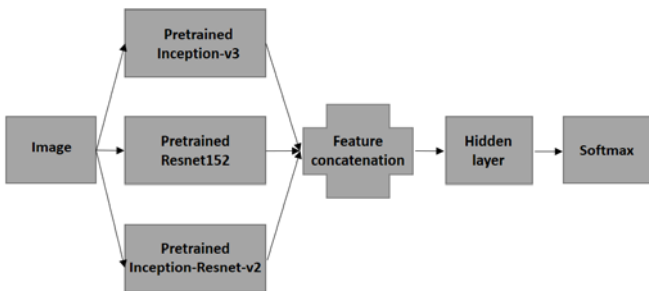 Pretrained
Inception-v3
Image
Pretrained
Resnet152
Feature
concatenation
Hidden
layer
Softmax
Pretrained
Inception-Resnet-v2